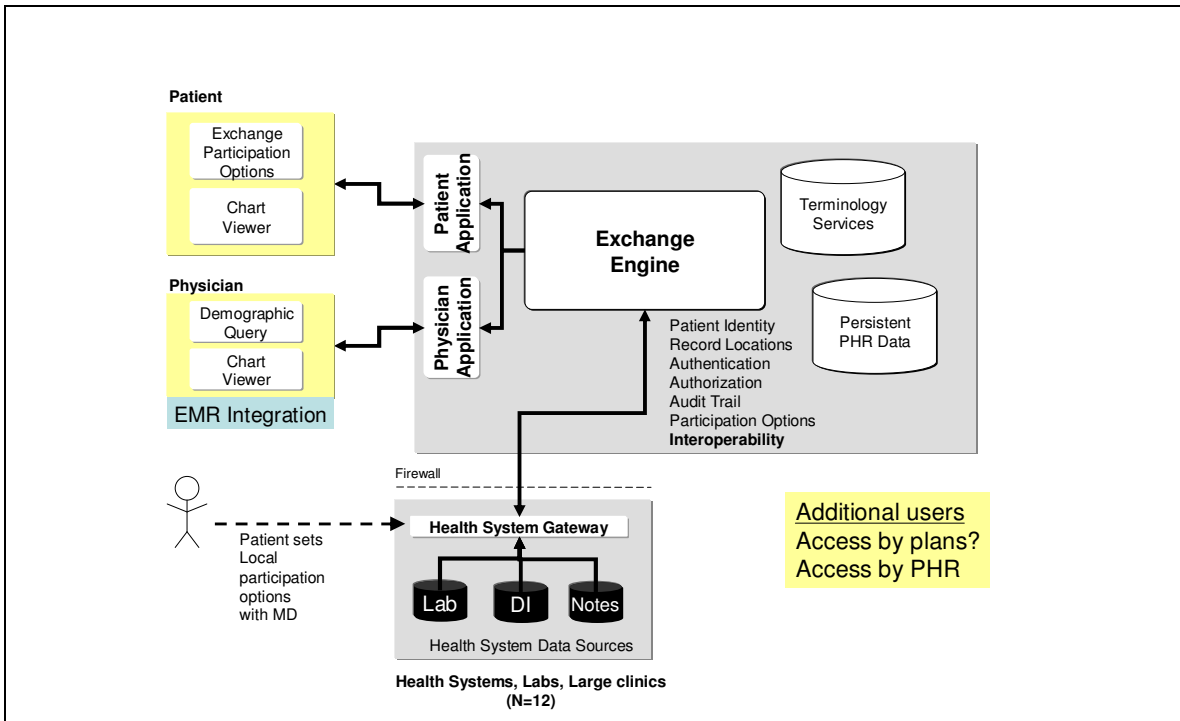 Patient
Exchange
Participation
Options
Chart
Viewer
Physician
Demographic
Query
Chart
Viewer
EMR Integration
Patient
Application
Physician
Application
Exchange
Engine
Terminology
Services
Persistent
PHR Data
Patient Identity
Record Locations
Authentication
Authorization
Audit Trail
Participation Options
Interoperability
Firewall
Patient sets
Local
participation
options
with MD
Health System Gateway
Lab
DI
Notes
Health System Data Sources
Health Systems, Labs, Large clinics
(N=12)
Additional users
Access by plans?
Access by PHR